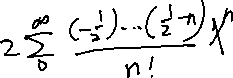 2 \sum_{0}^{\infty} \frac{(-\frac{1}{2}) \cdots (\frac{1}{2} - n)}{n!} x^n